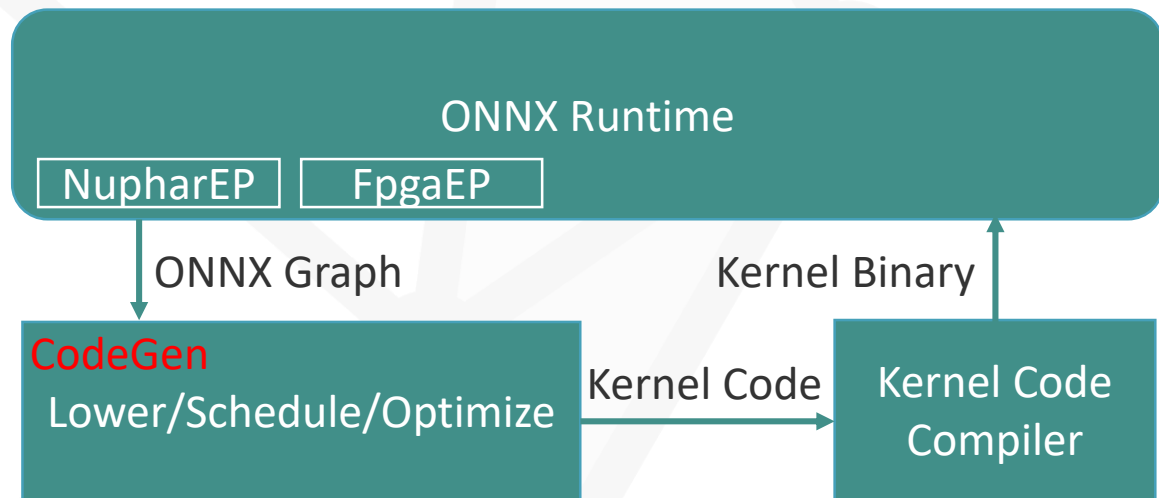 ONNX Runtime
NupharEP
FpgaEP
ONNX Graph
Kernel Binary
CodeGen
Lower/Schedule/Optimize
Kernel Code
Kernel Code
Compiler